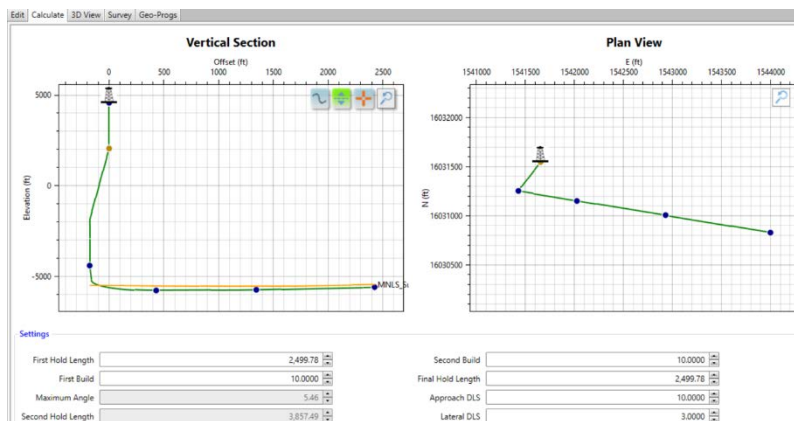 Edit Calculate 3D View Survey Geo-Progs
Vertical Section
Offset (ft)
0 500 1000 1500 2000 2500
5000
0
-5000
Elevation (ft)
MNLS_Su
Plan View
E (ft)
1541000 1541500 1542000 1542500 1543000 1543500 1544000
16032000
16031500
16031000
16030500
N (ft)
Settings
First Hold Length 2,499.78
First Build 10.0000
Maximum Angle 5.46
Second Hold Length 3,857.49
Second Build 10.0000
Final Hold Length 2,499.78
Approach DLS 10.0000
Lateral DLS 3.0000